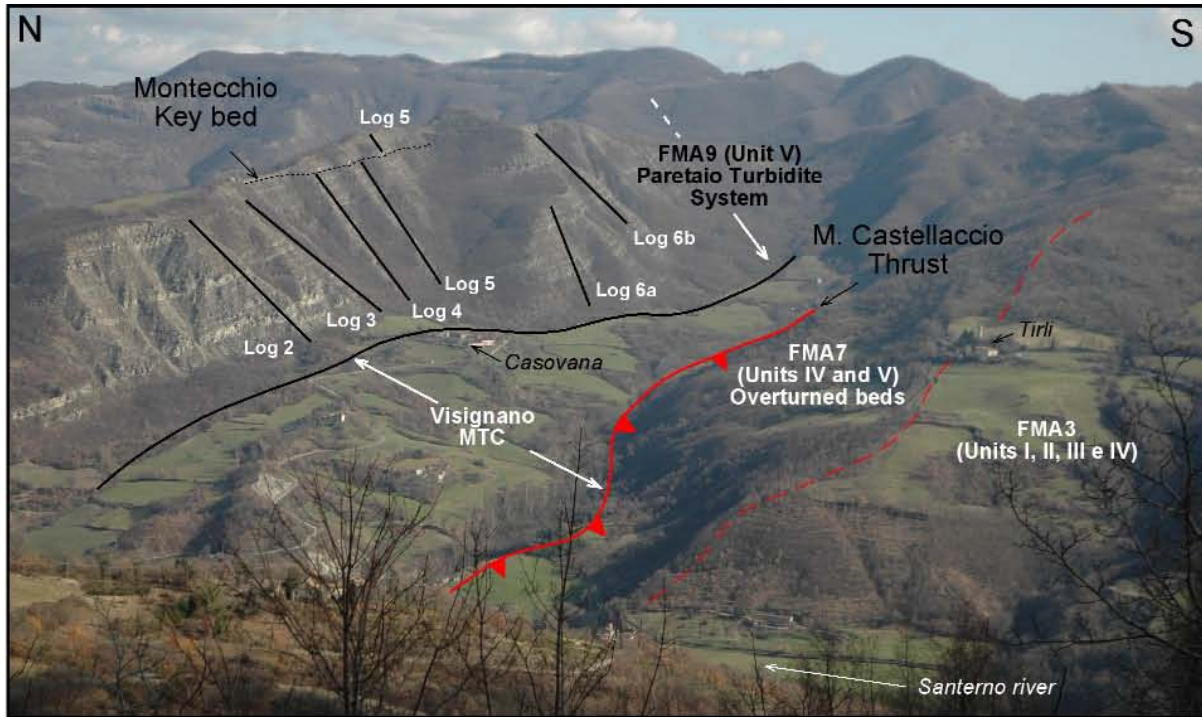 N
S
Montecchio
Key bed
Log 5
FMA9 (Unit V)
Paretaio Turbidite
System
M. Castellaccio
Thrust
Log 6b
Log 6a
Log 5
Log 4
Log 3
Log 2
Casovana
Tirli
FMA7
(Units IV and V)
Overturned beds
FMA3
(Units I, II, III e IV)
Visignano
MTC
Santerno river